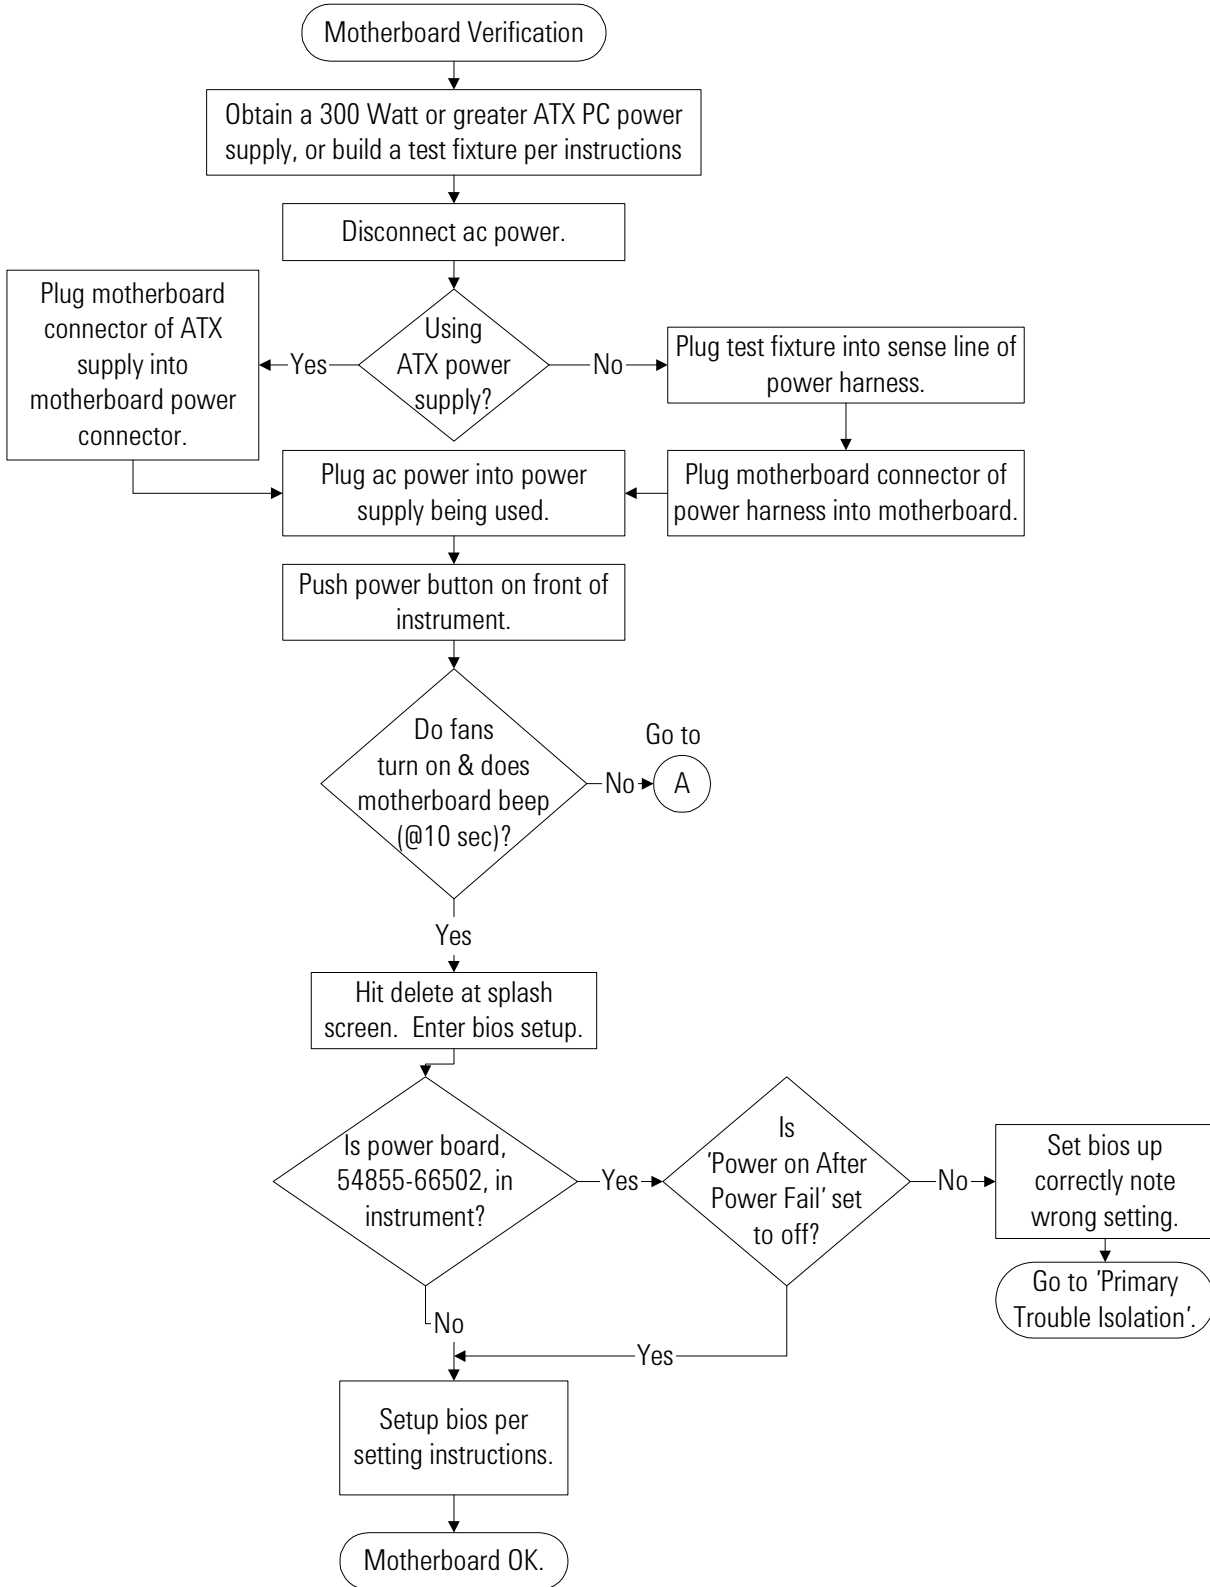 Motherboard Verification
Obtain a 300 Watt or greater ATX PC power
supply, or build a test fixture per instructions
Disconnect ac power.
Plug motherboard
connector of ATX
supply into
motherboard power
connector.
Yes
Using
ATX power
supply?
No
Plug test fixture into sense line of
power harness.
Plug ac power into power
supply being used.
Plug motherboard connector of
power harness into motherboard.
Push power button on front of
instrument.
Do fans
turn on & does
motherboard beep
(@10 sec)?
No
Go to
A
Yes
Hit delete at splash
screen.  Enter bios setup.
Is power board,
54855-66502, in
instrument?
Yes
Is
'Power on After
Power Fail' set
to off?
No
Set bios up
correctly note
wrong setting.
Go to 'Primary
Trouble Isolation'.
No
Yes
Setup bios per
setting instructions.
Motherboard OK.